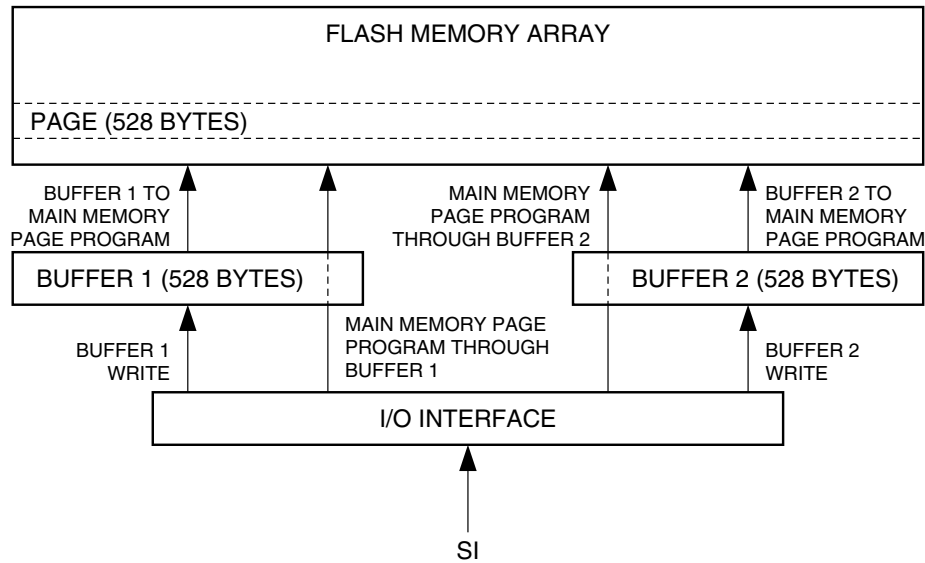 FLASH MEMORY ARRAY
PAGE (528 BYTES)
BUFFER 1 TO
MAIN MEMORY
PAGE PROGRAM
MAIN MEMORY
PAGE PROGRAM
THROUGH BUFFER 2
BUFFER 2 TO
MAIN MEMORY
PAGE PROGRAM
BUFFER 1 (528 BYTES)
BUFFER 2 (528 BYTES)
BUFFER 1
WRITE
MAIN MEMORY PAGE
PROGRAM THROUGH
BUFFER 1
BUFFER 2
WRITE
I/O INTERFACE
SI